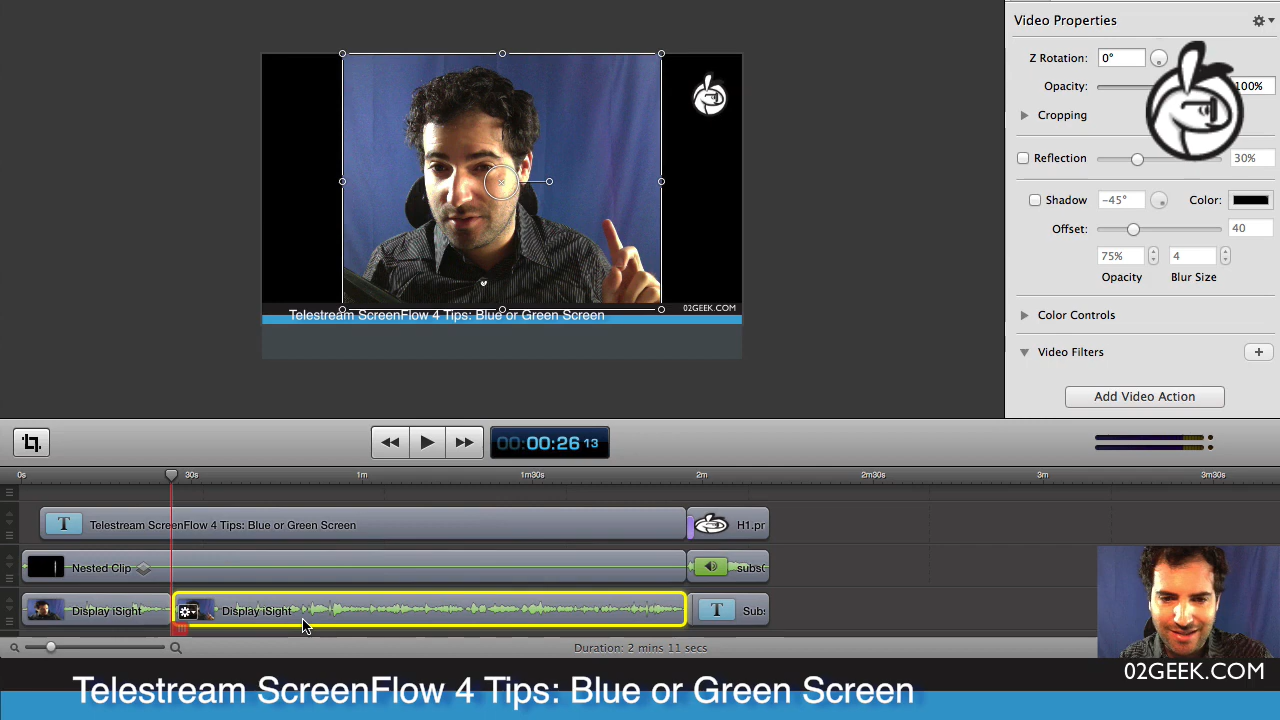 Video Properties
Z Rotation: 0°
Opacity: 100%
Cropping
Reflection 30%
Shadow -45° Color:
Offset: 40
75% 4
Opacity Blur Size
Color Controls
Video Filters +
Add Video Action
02GEEK.COM
Telestream ScreenFlow 4 Tips: Blue or Green Screen
00:00:26 13
0s 30s 1m 1m30s 2m 2m30s 3m 3m30s
T Telestream ScreenFlow 4 Tips: Blue or Green Screen H1.pr
Nested Clip
Display iSight Display iSight T
Duration: 2 mins 11 secs
02GEEK.COM
Telestream ScreenFlow 4 Tips: Blue or Green Screen